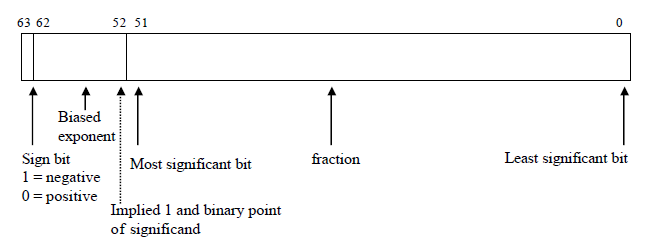 63 62 52 51 0
Biased
exponent
Sign bit
1 = negative
0 = positive
Most significant bit
fraction
Least significant bit
Implied 1 and binary point
of significand